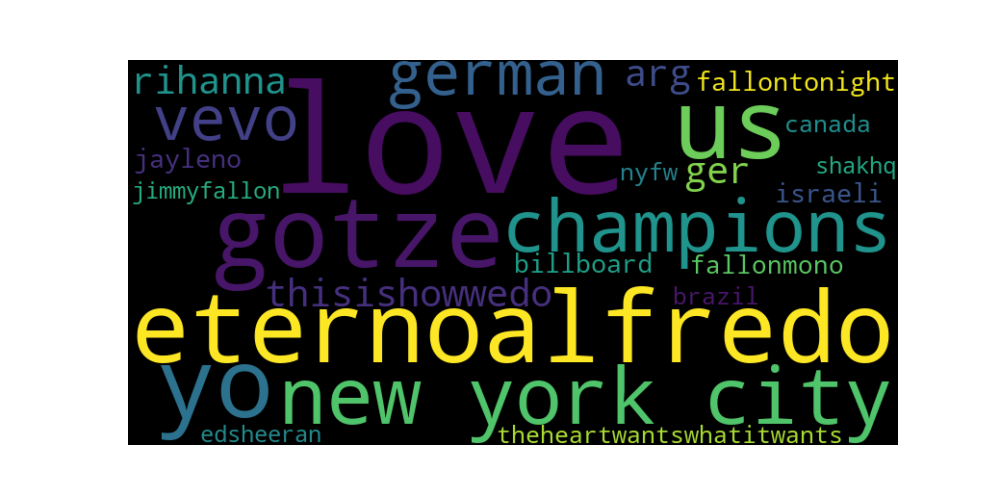 rihanna german arg fallontonight
vevo love us canada
jayleno nyfw ger shakhq
jimmyfallon israeli
gotze champions
billboard fallonmono
thisishowwedo brazil
eternoalfredo
yo new york city
edsheeran theheartwantswhatitwants